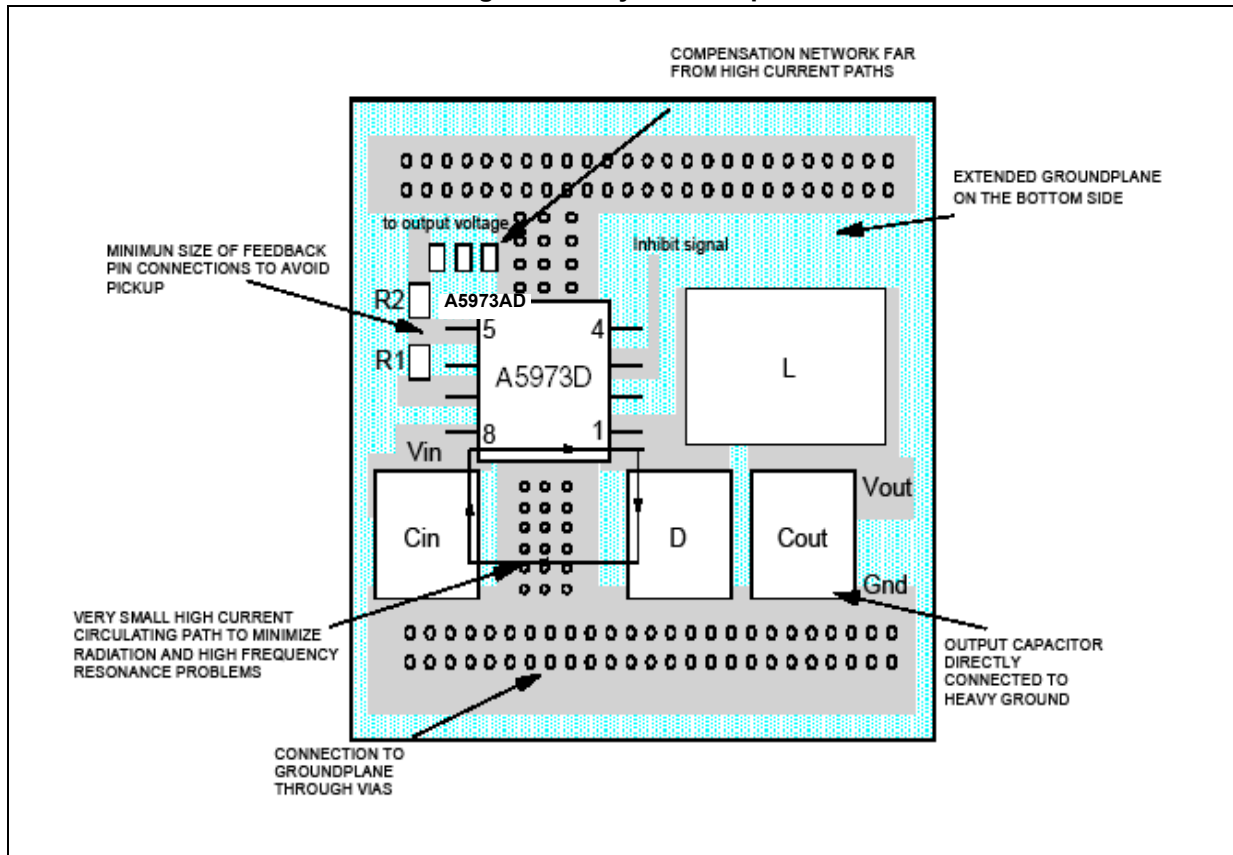 COMPENSATION NETWORK FAR
FROM HIGH CURRENT PATHS
EXTENDED GROUNDPLANE
ON THE BOTTOM SIDE
to output voltage
Inhibit signal
MINIMUN SIZE OF FEEDBACK
PIN CONNECTIONS TO AVOID
PICKUP
R2
A5973AD
5
4
R1
A5973D
L
8
1
Vin
Vout
Cin
D
Cout
Gnd
VERY SMALL HIGH CURRENT
CIRCULATING PATH TO MINIMIZE
RADIATION AND HIGH FREQUENCY
RESONANCE PROBLEMS
OUTPUT CAPACITOR
DIRECTLY
CONNECTED TO
HEAVY GROUND
CONNECTION TO
GROUNDPLANE
THROUGH VIAS